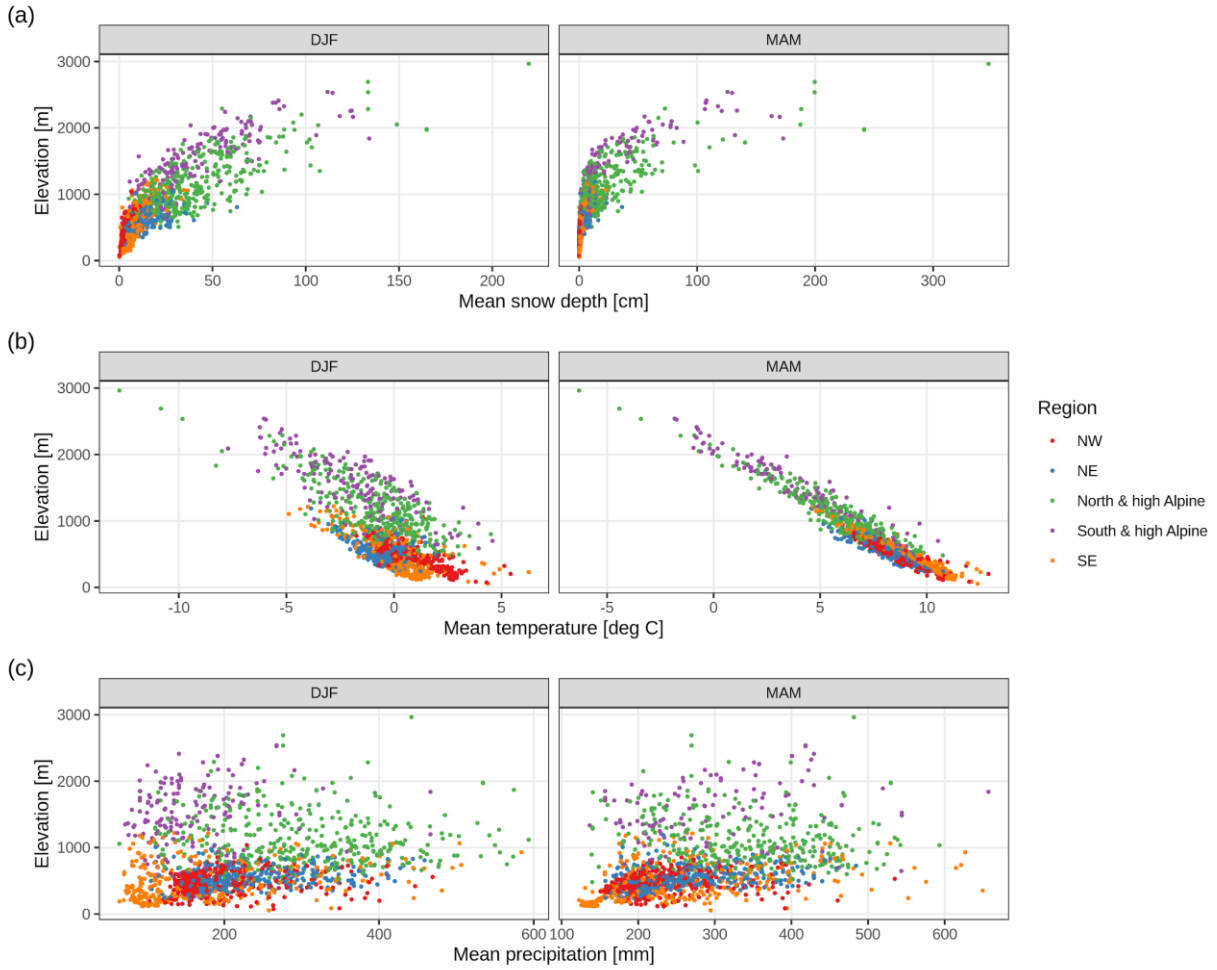 (a)
DJF
MAM
3000
2000
1000
0
Elevation [m]
0 50 100 150 200
0 100 200 300
Mean snow depth [cm]
(b)
DJF
MAM
3000
2000
1000
0
Elevation [m]
-10 -5 0 5
-5 0 5 10
Mean temperature [deg C]
Region
NW
NE
North & high Alpine
South & high Alpine
SE
(c)
DJF
MAM
3000
2000
1000
0
Elevation [m]
200 400 600
100 200 300 400 500 600
Mean precipitation [mm]